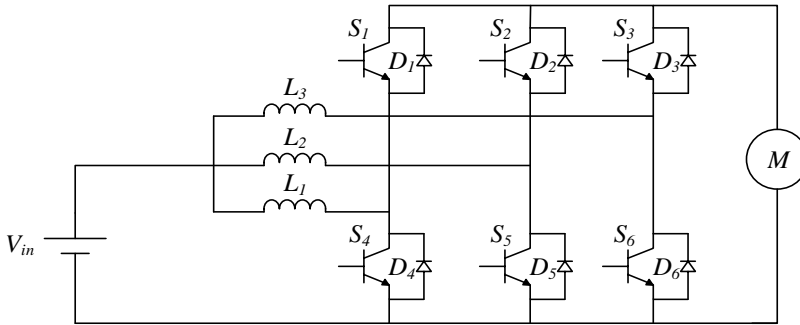 S1 S2 S3
D1 D2 D3
L3
L2
L1
M
Vin
S4 S5 S6
D4 D5 D6